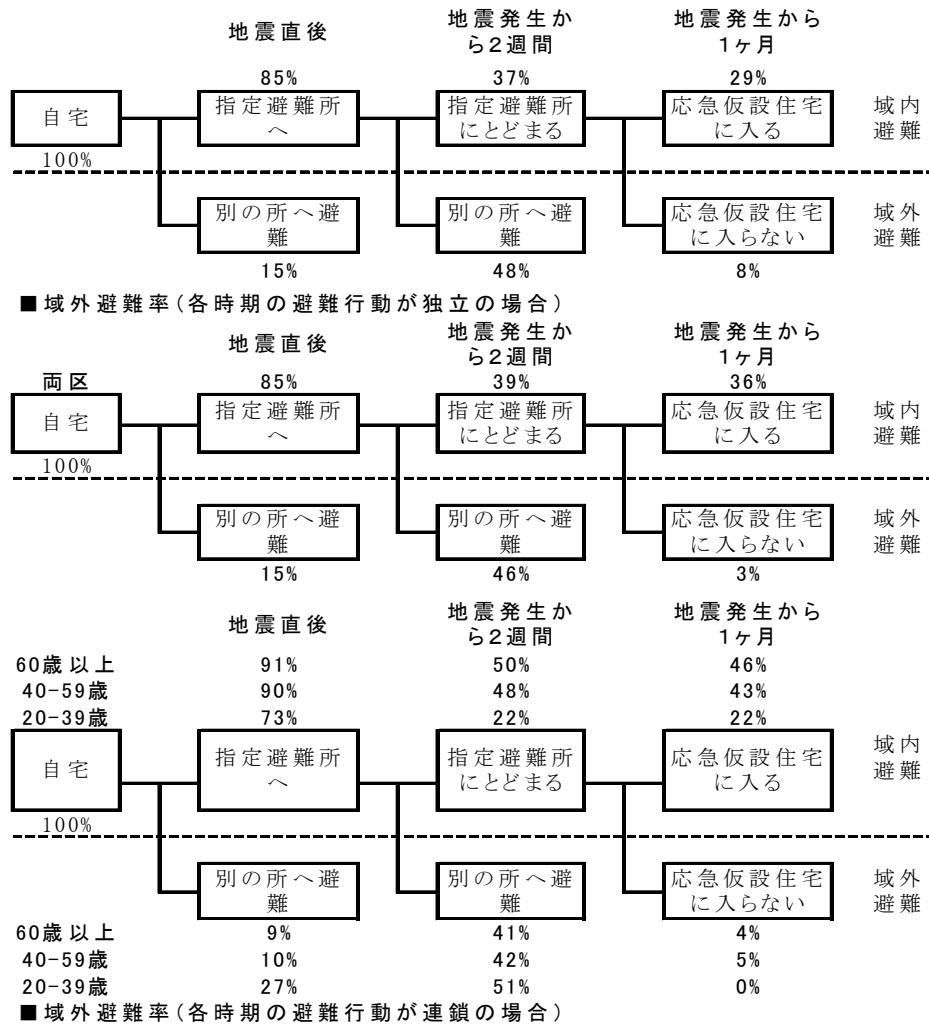 地震直後 地震発生か 地震発生から
ら2週間 1ヶ月
85% 37% 29%
自宅 指定避難所 指定避難所 応急仮設住宅 域内
へ にとどまる に入る 避難
100%
別の所へ避 別の所へ避 応急仮設住宅 域外
難 難 に入らない 避難
15% 48% 8%
■域外避難率(各時期の避難行動が独立の場合)
地震直後 地震発生か 地震発生から
ら2週間 1ヶ月
両区 85% 39% 36%
自宅 指定避難所 指定避難所 応急仮設住宅 域内
へ にとどまる に入る 避難
100%
別の所へ避 別の所へ避 応急仮設住宅 域外
難 難 に入らない 避難
15% 46% 3%
地震直後 地震発生か 地震発生から
ら2週間 1ヶ月
60歳以上 91% 50% 46%
40-59歳 90% 48% 43%
20-39歳 73% 22% 22%
自宅 指定避難所 指定避難所 応急仮設住宅 域内
へ にとどまる に入る 避難
100%
別の所へ避 別の所へ避 応急仮設住宅 域外
難 難 に入らない 避難
60歳以上 9% 41% 4%
40-59歳 10% 42% 5%
20-39歳 27% 51% 0%
■域外避難率(各時期の避難行動が連鎖の場合)